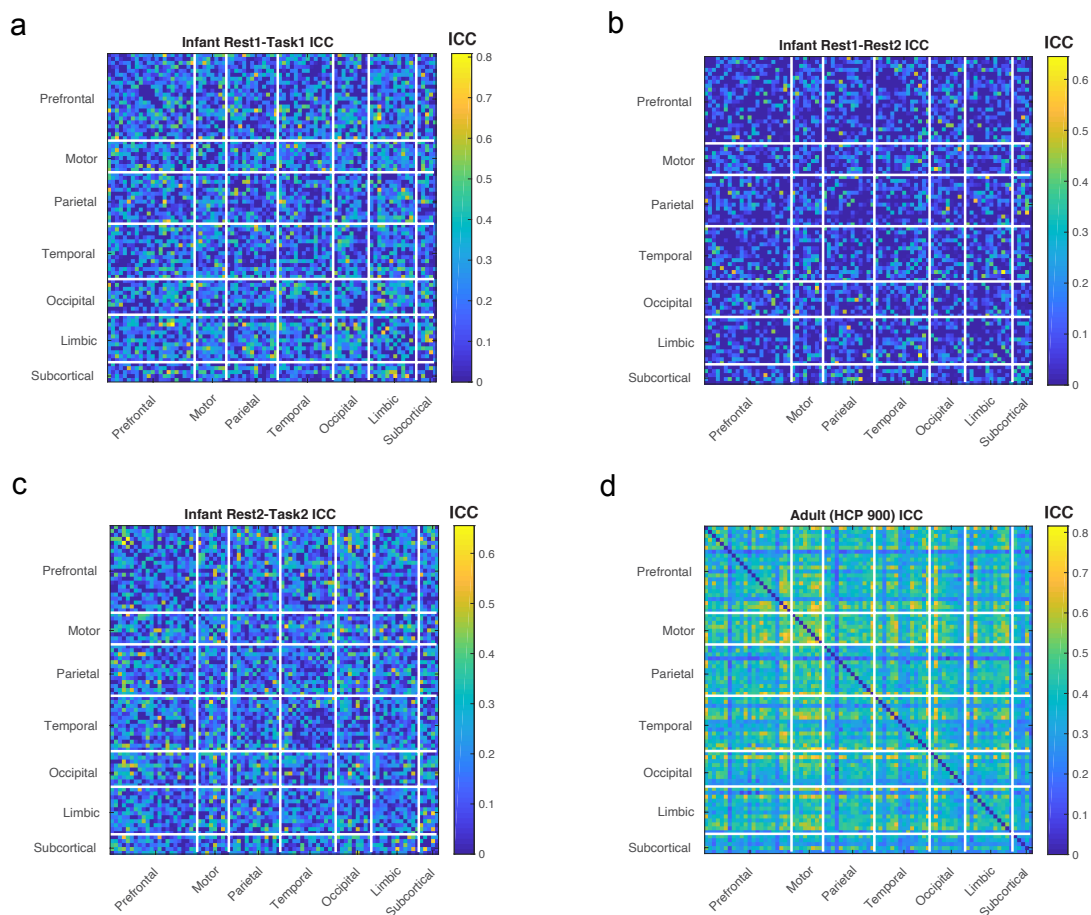 a
Infant Rest1-Task1 ICC
ICC
Prefrontal
Motor
Parietal
Temporal
Occipital
Limbic
Subcortical
Prefrontal
Motor
Parietal
Temporal
Occipital
Limbic
Subcortical
0.8
0.7
0.6
0.5
0.4
0.3
0.2
0.1
0
b
Infant Rest1-Rest2 ICC
ICC
Prefrontal
Motor
Parietal
Temporal
Occipital
Limbic
Subcortical
Prefrontal
Motor
Parietal
Temporal
Occipital
Limbic
Subcortical
0.6
0.5
0.4
0.3
0.2
0.1
0
c
Infant Rest2-Task2 ICC
ICC
Prefrontal
Motor
Parietal
Temporal
Occipital
Limbic
Subcortical
Prefrontal
Motor
Parietal
Temporal
Occipital
Limbic
Subcortical
0.6
0.5
0.4
0.3
0.2
0.1
0
d
Adult (HCP 900) ICC
ICC
Prefrontal
Motor
Parietal
Temporal
Occipital
Limbic
Subcortical
Prefrontal
Motor
Parietal
Temporal
Occipital
Limbic
Subcortical
0.8
0.7
0.6
0.5
0.4
0.3
0.2
0.1
0